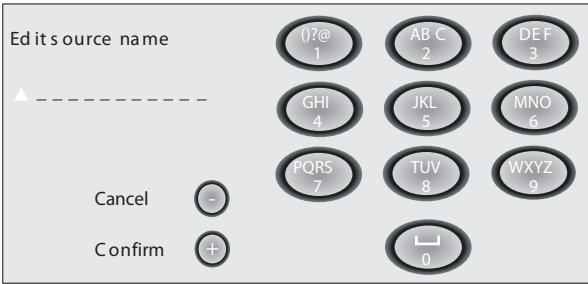 Edit source name
()?@ 1
ABC 2
DEF 3
▲ _ _ _ _ _ _ _ _ _ _
GHI 4
JKL 5
MNO 6
PQRS 7
TUV 8
WXYZ 9
Cancel -
Confirm +
0